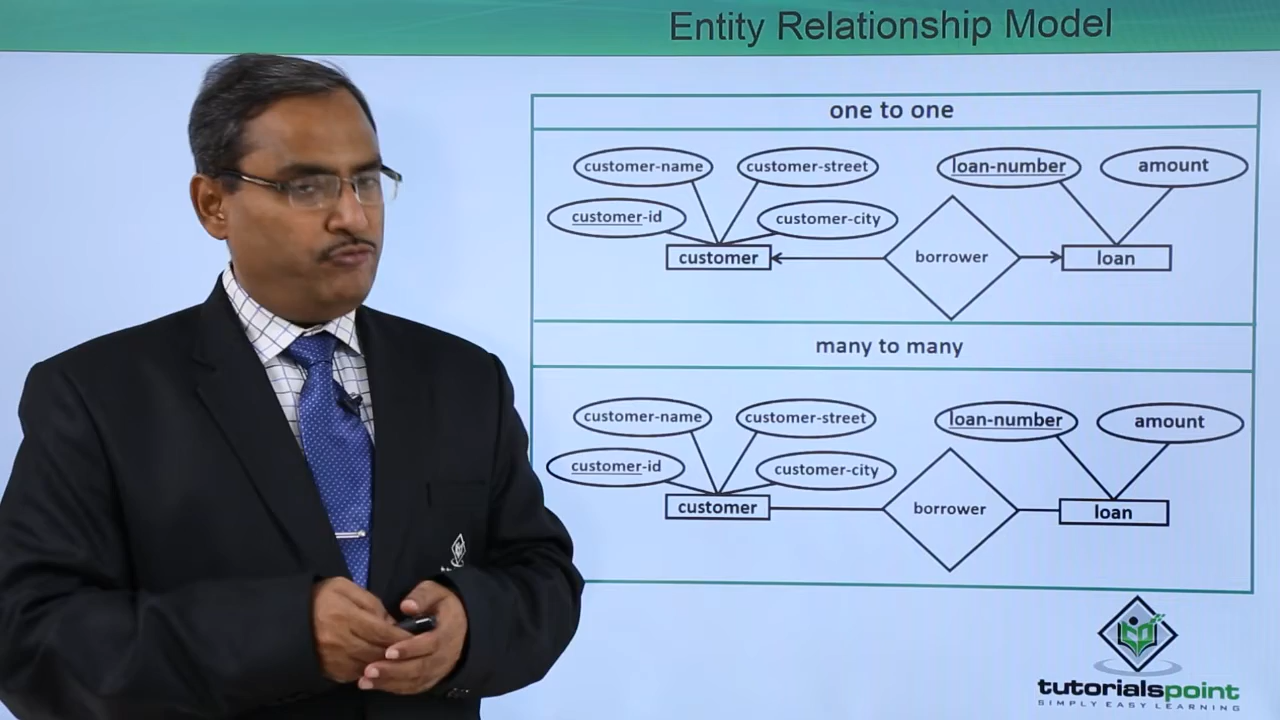 Entity Relationship Model
one to one
customer-name customer-street loan-number amount
customer-id customer-city
customer borrower loan
many to many
customer-name customer-street loan-number amount
customer-id customer-city
customer borrower loan
tutorialspoint
SIMPLY EASY LEARNING